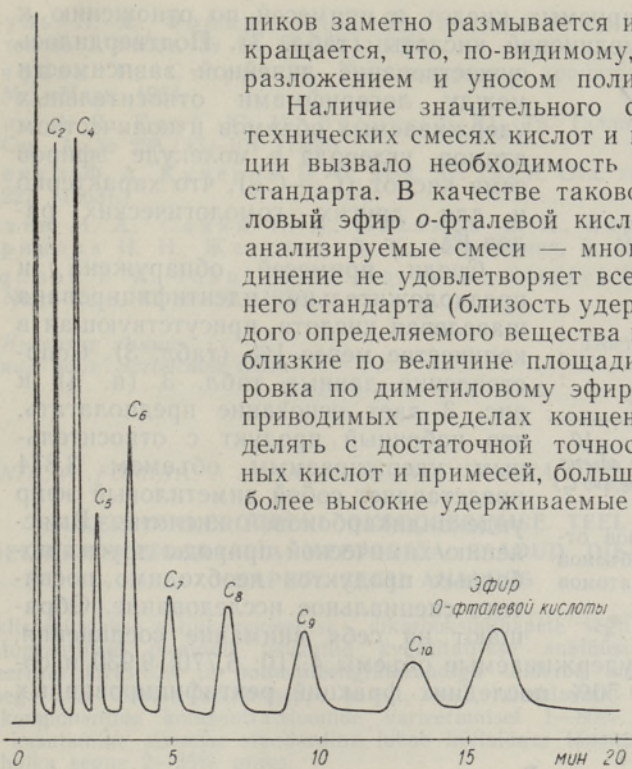 пиков заметно размывается и
кращается, что, по-видимому,
разложением и уносом поли
Наличие значительного с
технических смесях кислот и в
ции вызвало необходимость
стандарта. В качестве таково
ловый эфир о-фталевой кисло
анализируемые смеси — мног
динение не удовлетворяет все
него стандарта (близость удер
дого определяемого вещества
близкие по величине площади
ровка по диметиловому эфир
приводимых пределах концен
делять с достаточной точнос
ных кислот и примесей, больш
более высокие удерживаемые
C₂ C₄
C₅
C₆
C₇
C₈
C₉
C₁₀
Эфир
О-фталевой кислоты
0 5 10 15 мин 20